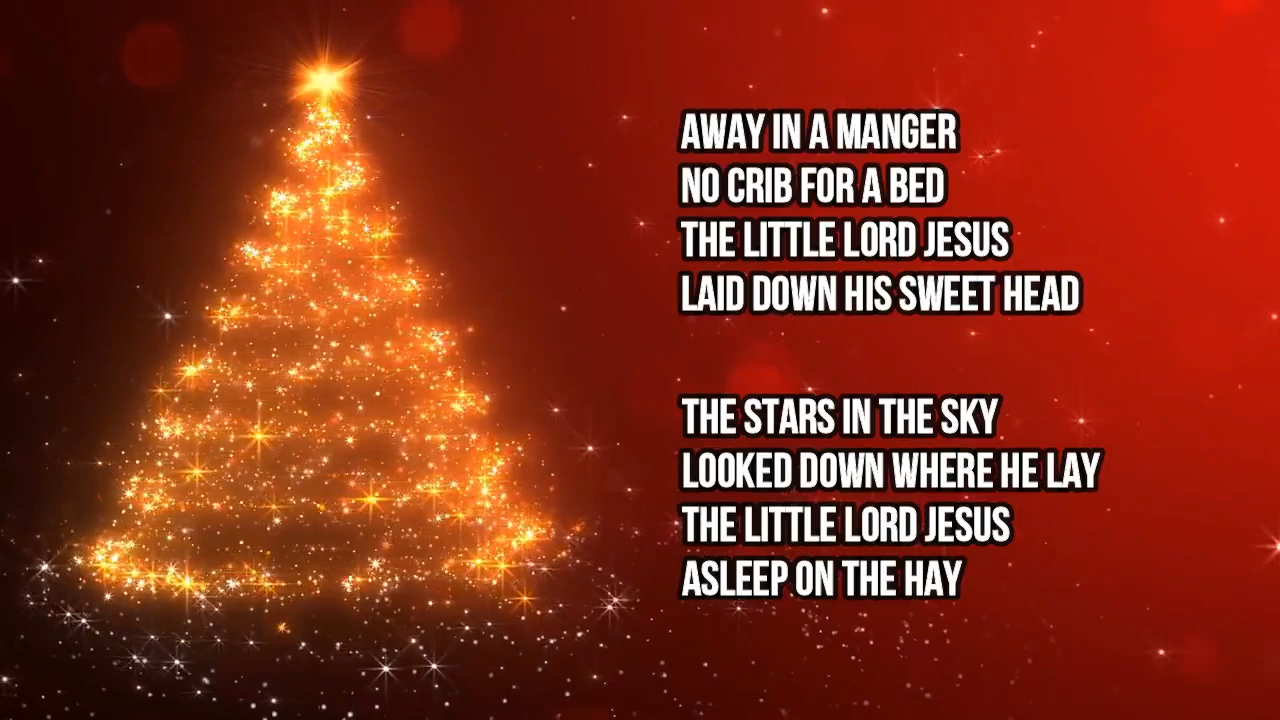 AWAY IN A MANGER
NO CRIB FOR A BED
THE LITTLE LORD JESUS
LAID DOWN HIS SWEET HEAD
THE STARS IN THE SKY
LOOKED DOWN WHERE HE LAY
THE LITTLE LORD JESUS
ASLEEP ON THE HAY